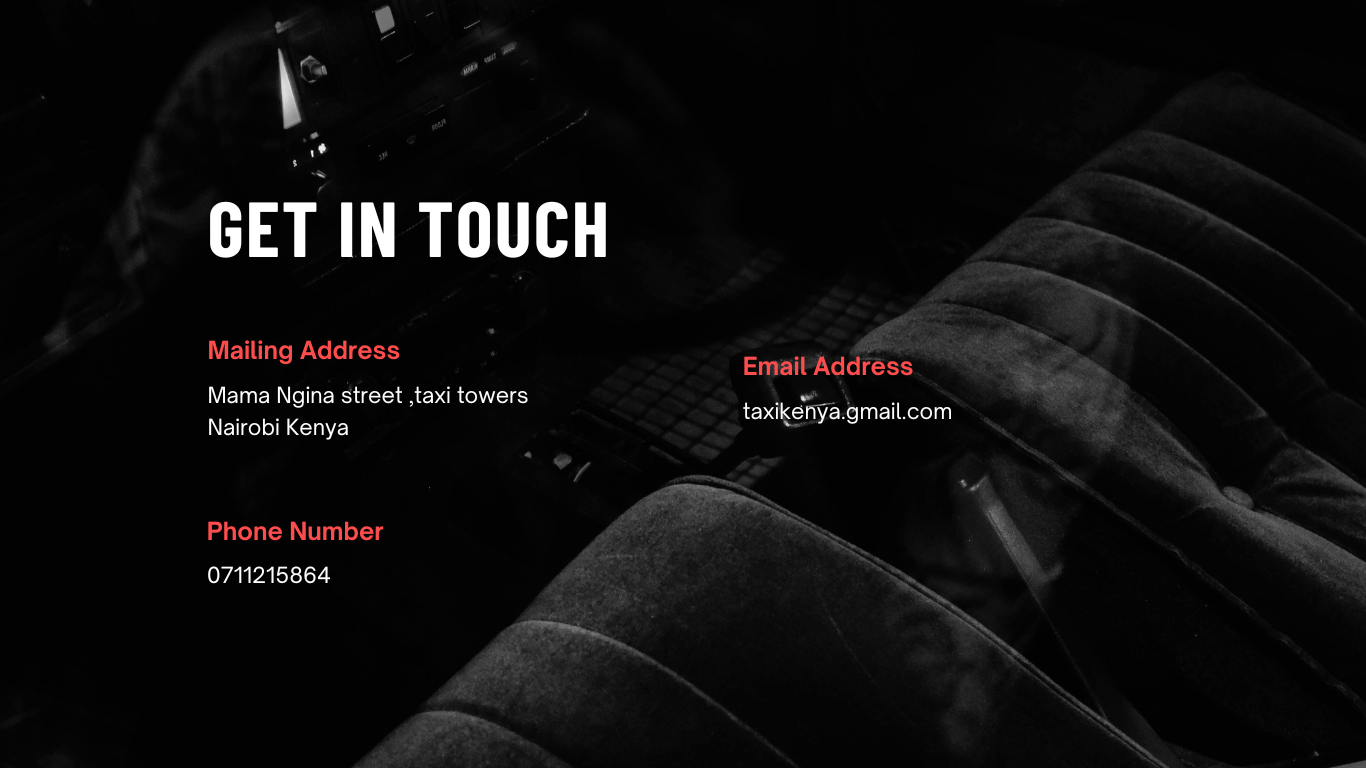 GET IN TOUCH
Mailing Address
Mama Ngina street ,taxi towers
Nairobi Kenya
Email Address
taxikenya.gmail.com
Phone Number
0711215864